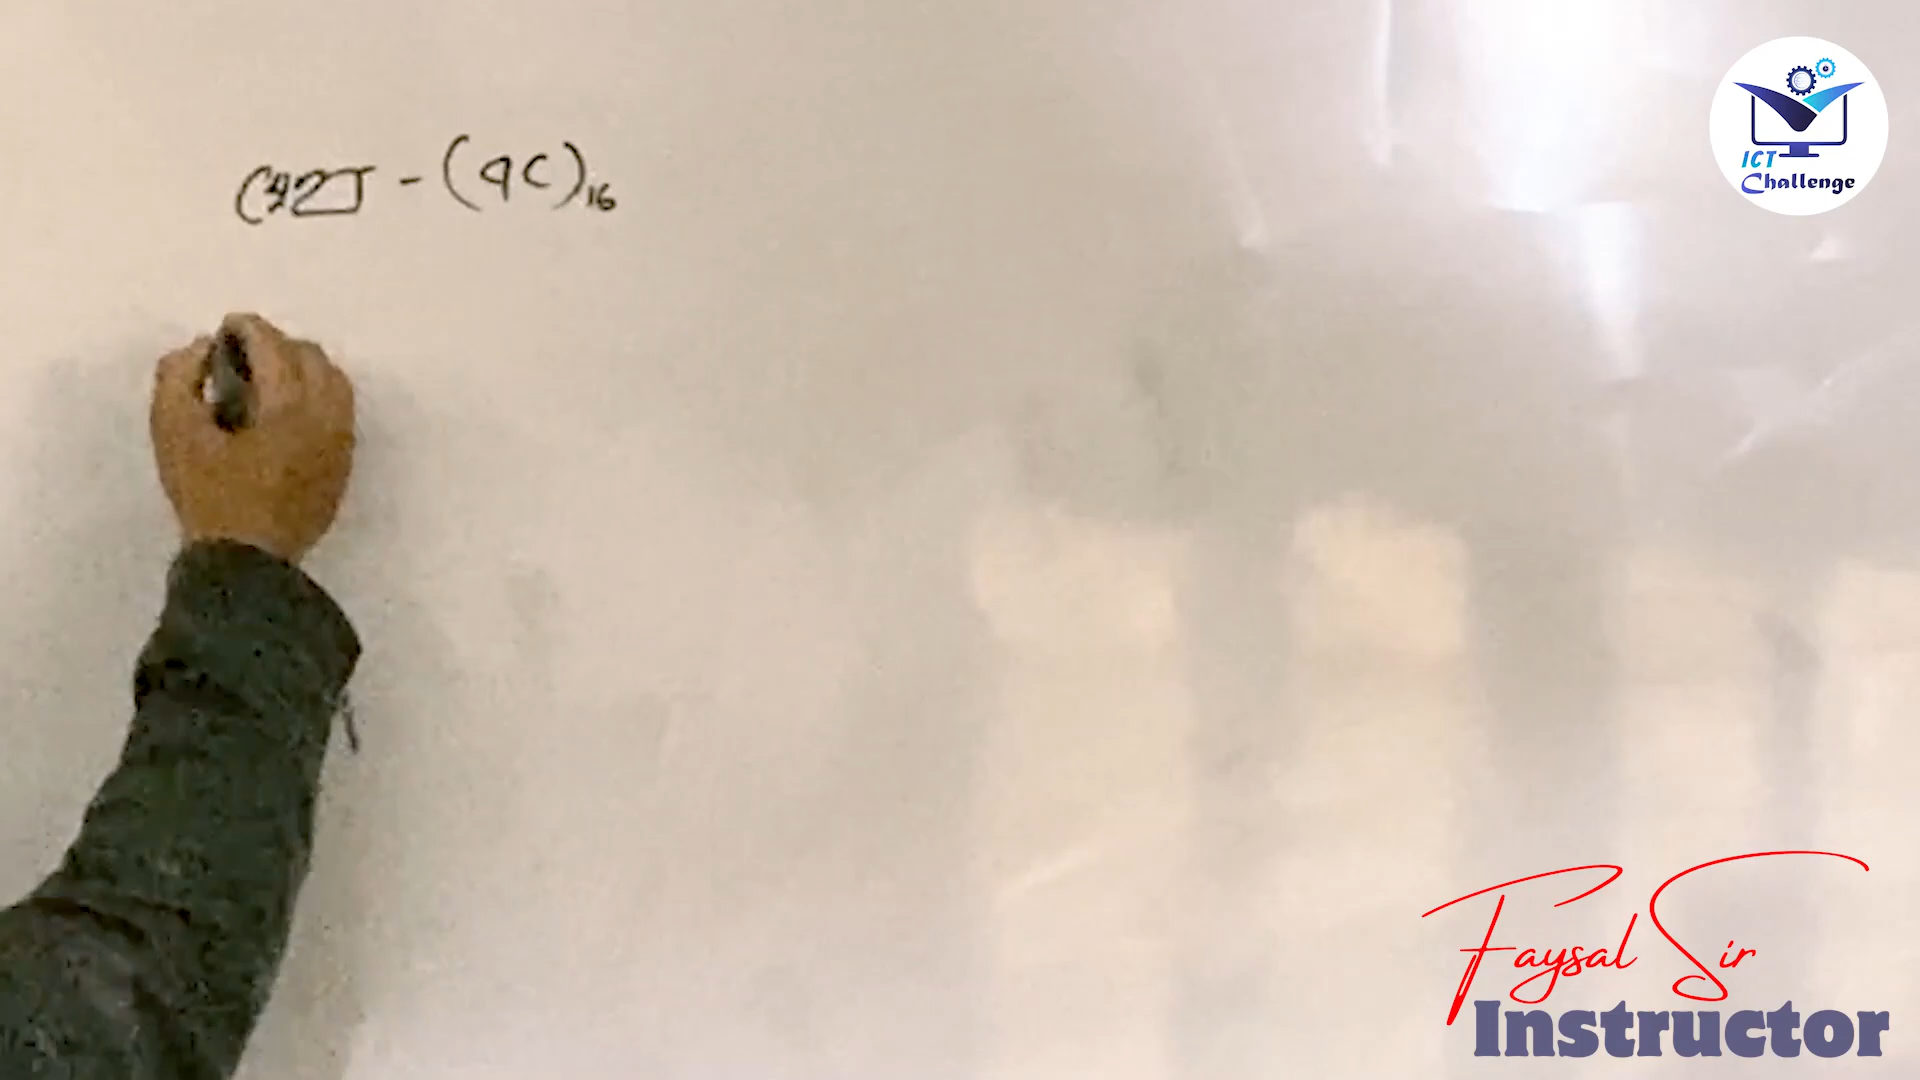 - (9C)₁₆
ICT
Challenge
Faysal Sir
Instructor